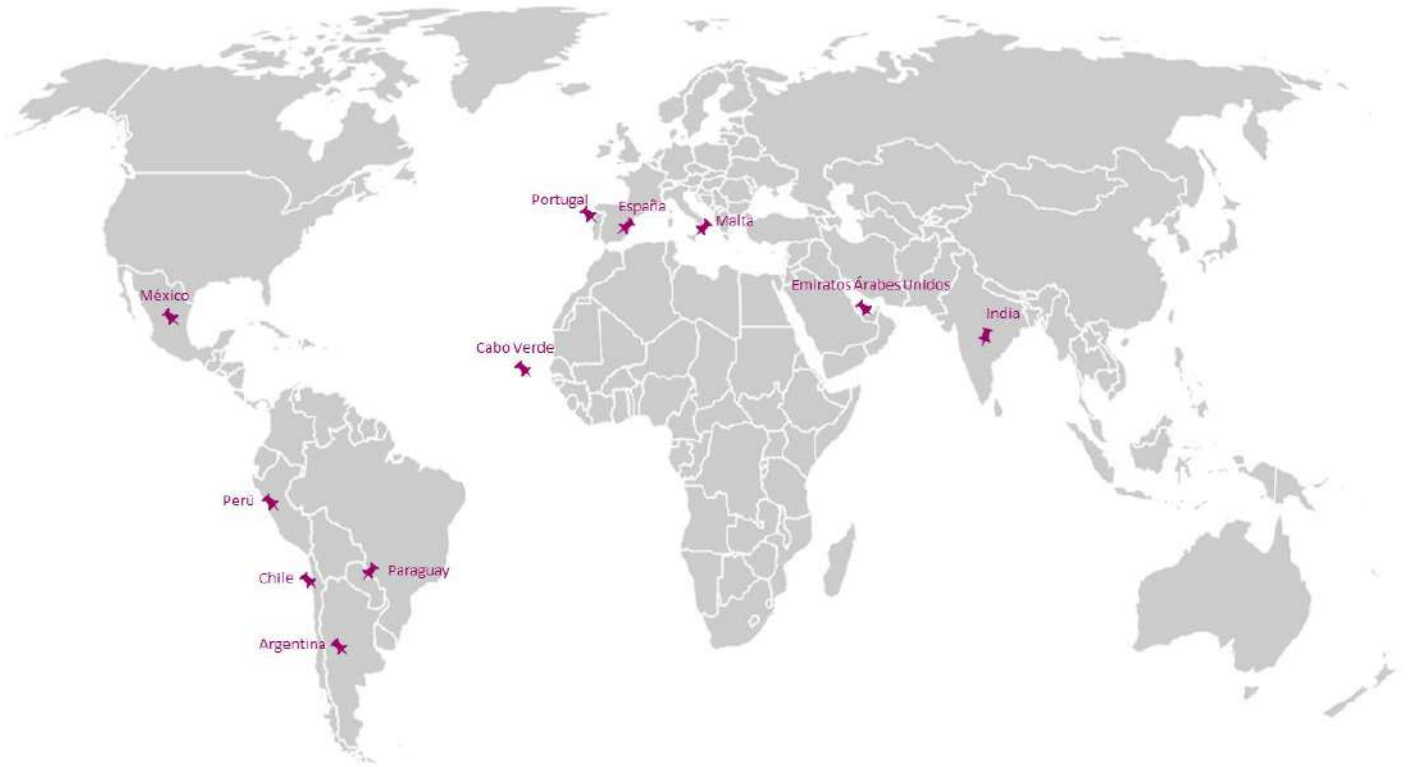 Portugal
España
Malta
México
Emiratos Árabes Unidos
India
Cabo Verde
Perú
Chile
Paraguay
Argentina